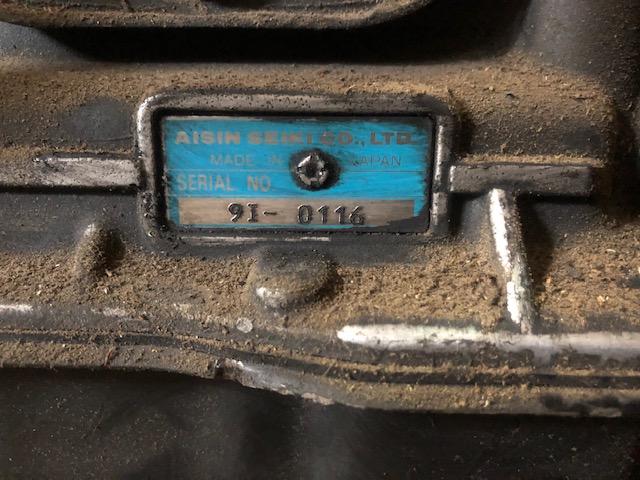 AISIN SEIKI CO., LTD.
MADE IN JAPAN
SERIAL NO
9I- 0116